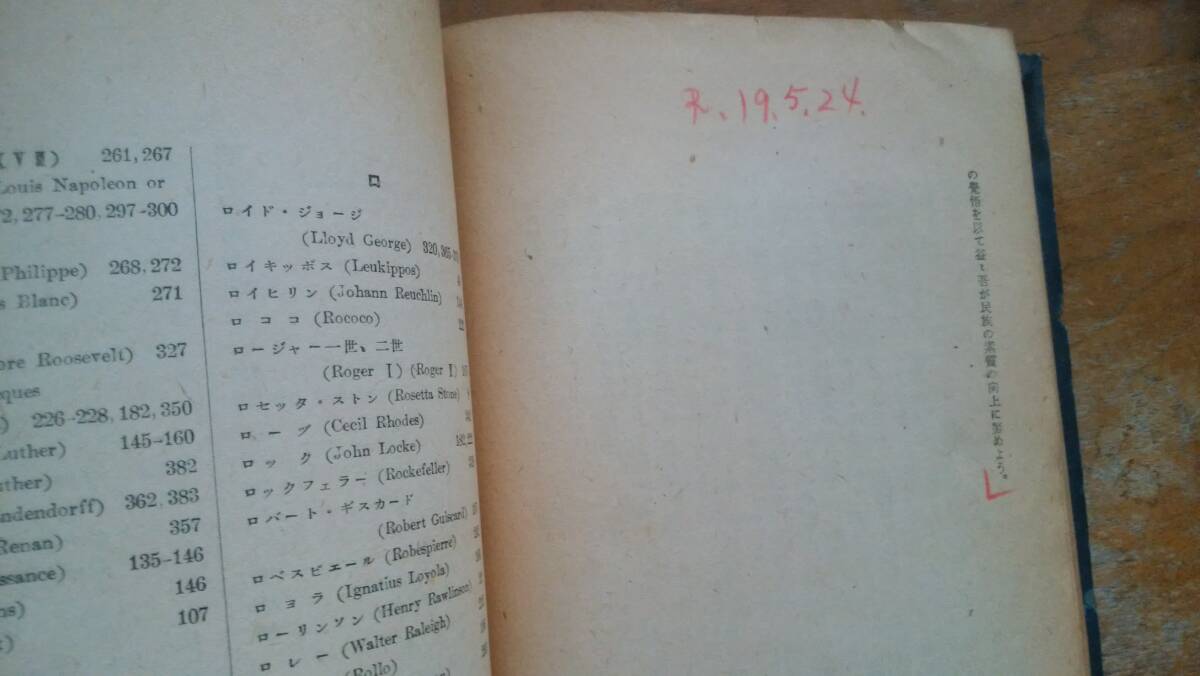 (VⅢ) 261,267
Louis Napoleon or
277-280, 297-300
Philippe) 268,272
Blanc) 271
ore Roosevelt) 327
ques
226-228, 182, 350
Luther) 145-160
ther) 382
ndendorff) 362, 383
Renan) 357
issance) 135-146
146
107
ロ
ロイド・ジョージ
(Lloyd George)
ロイキッポス (Leukippos)
ロイヒリン (Johann Reuchlin)
ロココ (Rococo) 22
ロージャー一世、二世
(Roger I) (Roger I)
ロセッタ・ストン (Rosetta Stone)
ローヅ (Cecil Rhodes)
ロック (John Locke)
ロックフェラー (Rockefeller)
ロバート・ギスカード
(Robert Guiscard)
ロベスピエール (Robespierre)
ロヨラ (Ignatius Loyola)
ローリンソン (Henry Rawlinson)
ロレー (Walter Raleigh)
(Rollo)
R. 19.5.24.
の覚悟を以て益々吾が民族の素質の向上に努めよう。